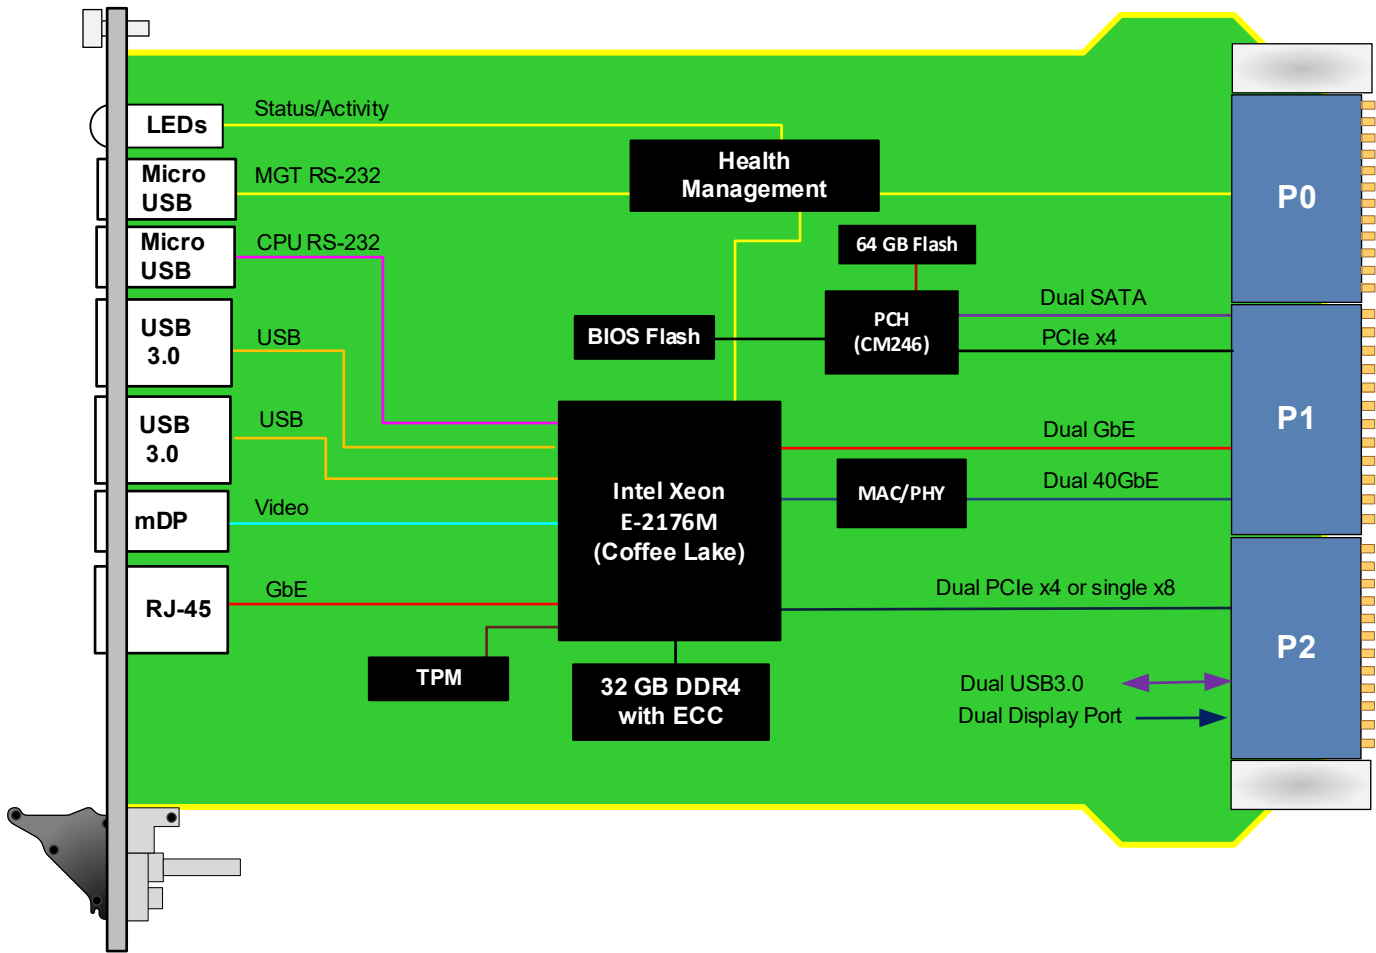 Status/Activity
LEDs
Health
Management
Micro
USB
MGT RS-232
P0
Micro
USB
CPU RS-232
64 GB Flash
Dual SATA
PCH
(CM246)
BIOS Flash
PCIe x4
USB
3.0
USB
USB
3.0
USB
Dual GbE
P1
Intel Xeon
E-2176M
(Coffee Lake)
MAC/PHY
Dual 40GbE
mDP
Video
RJ-45
GbE
Dual PCIe x4 or single x8
P2
TPM
32 GB DDR4
with ECC
Dual USB3.0
Dual Display Port